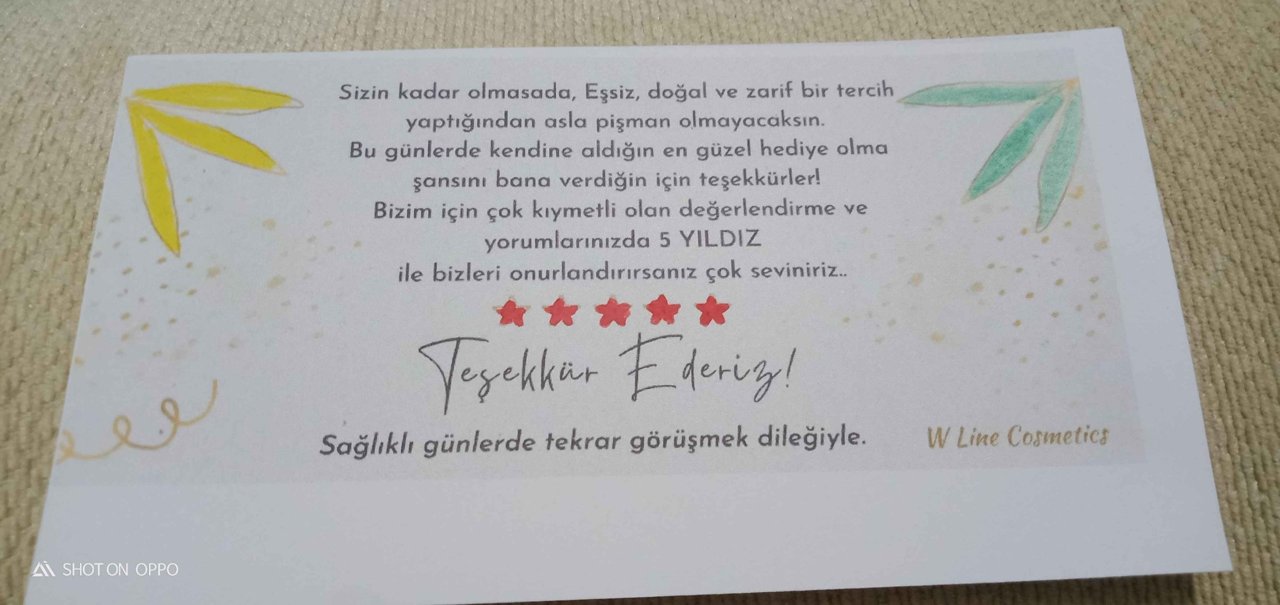 Sizin kadar olmasada, Eşsiz, doğal ve zarif bir tercih
yaptığından asla pişman olmayacaksın.
Bu günlerde kendine aldığın en güzel hediye olma
şansını bana verdiğin için teşekkürler!
Bizim için çok kıymetli olan değerlendirme ve
yorumlarınızda 5 YILDIZ
ile bizleri onurlandırırsanız çok seviniriz..
Teşekkür Ederiz!
Sağlıklı günlerde tekrar görüşmek dileğiyle.
W Line Cosmetics
SHOT ON OPPO